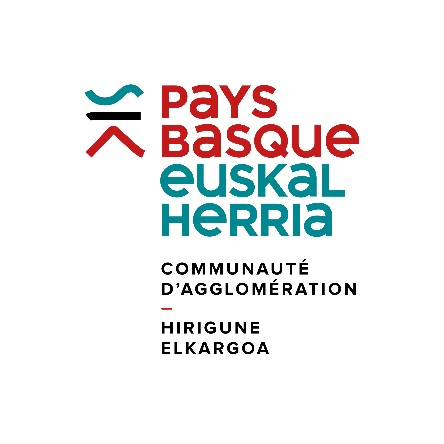 Pays
Basque
euskal
Herria
COMMUNAUTÉ
D'AGGLOMÉRATION
HIRIGUNE
ELKARGOA